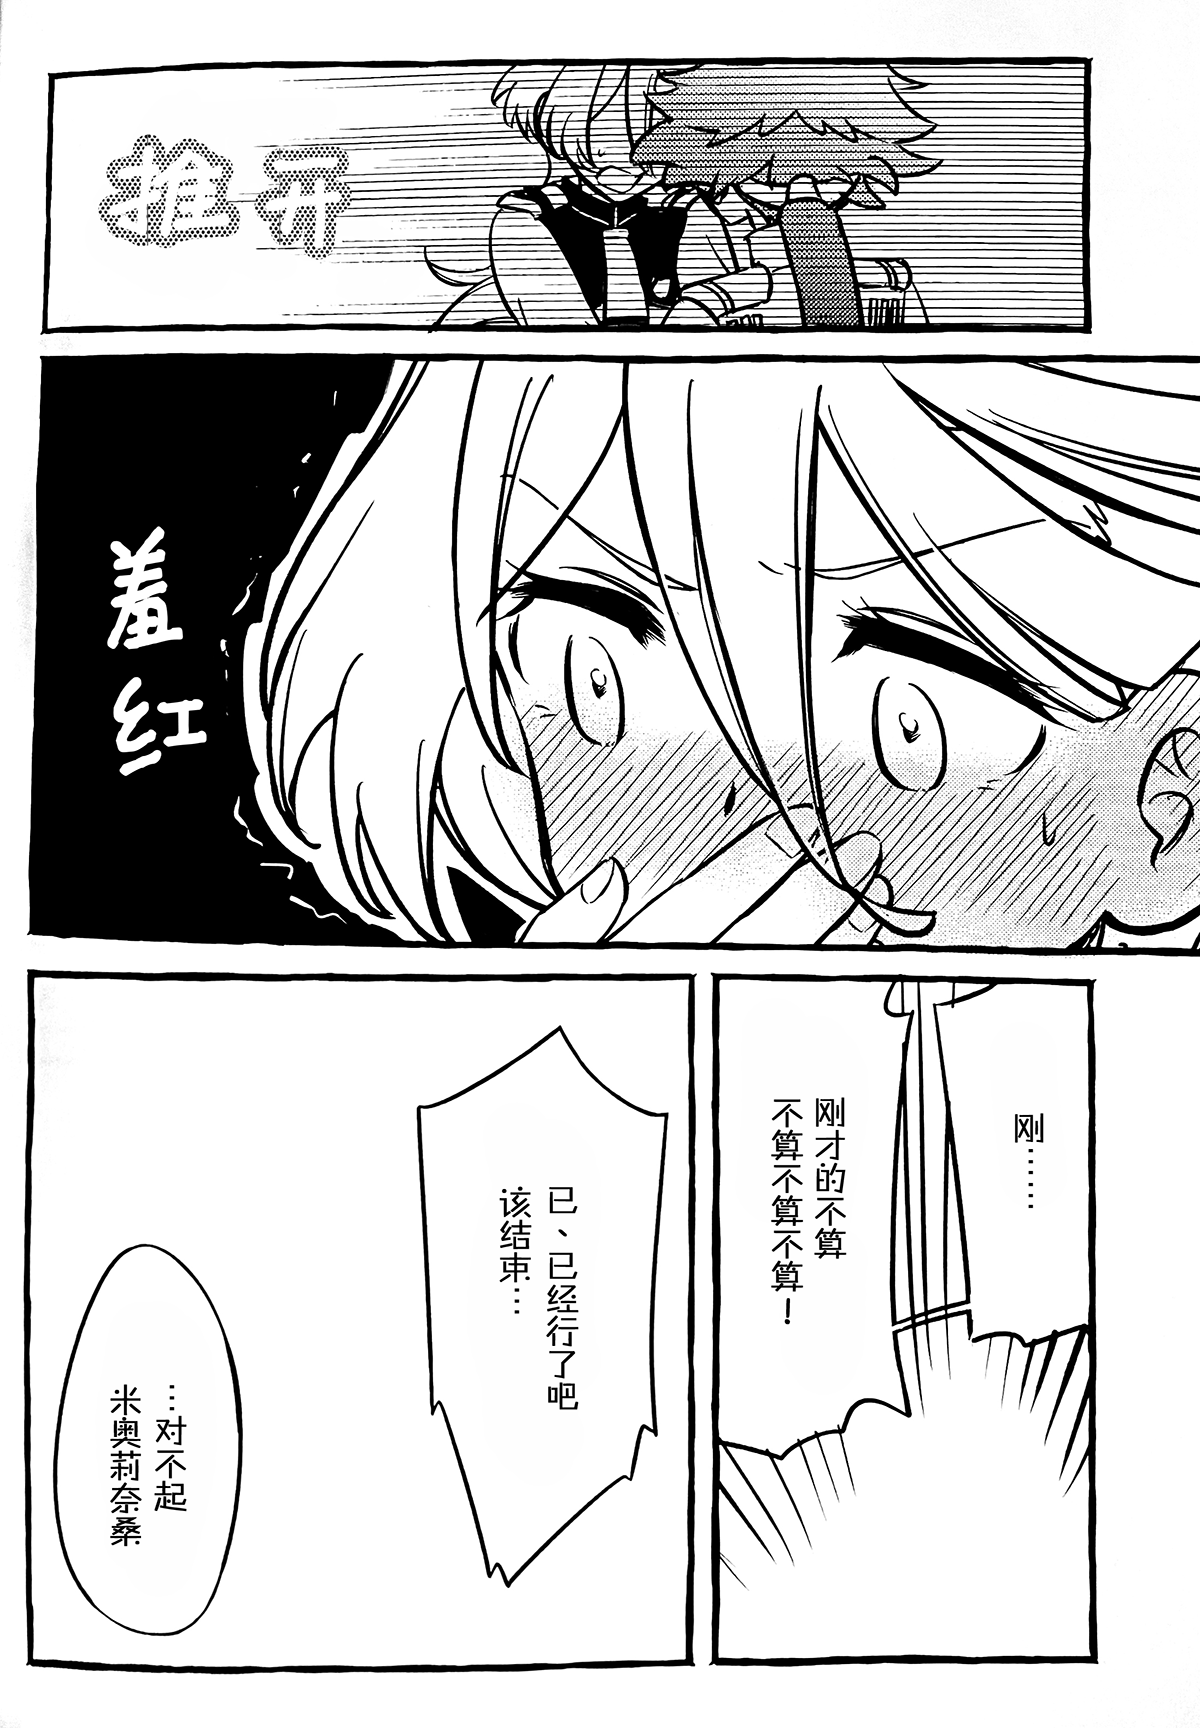 推开
羞红
刚……
刚才的不算
不算不算不算！
已、已经行了吧
该结束…
…对不起
米奥莉奈桑